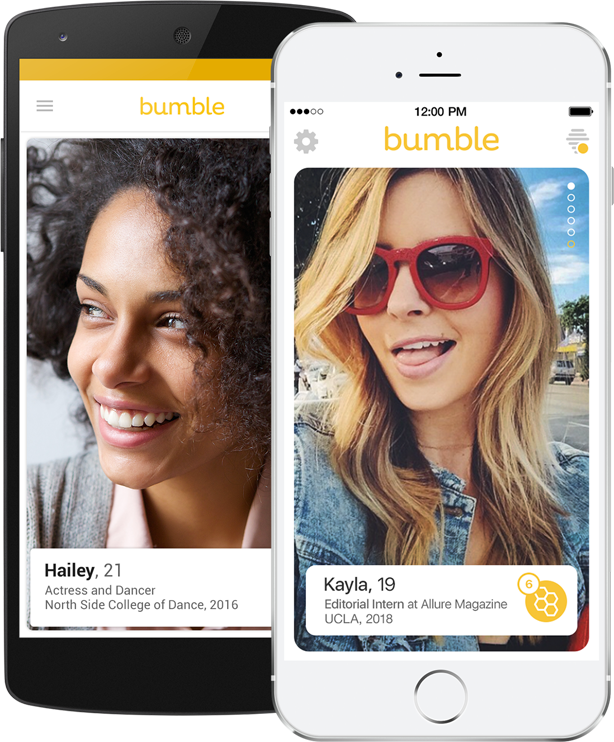 bumble
Hailey, 21
Actress and Dancer
North Side College of Dance, 2016
12:00 PM
bumble
Kayla, 19
6
Editorial Intern at Allure Magazine
UCLA, 2018